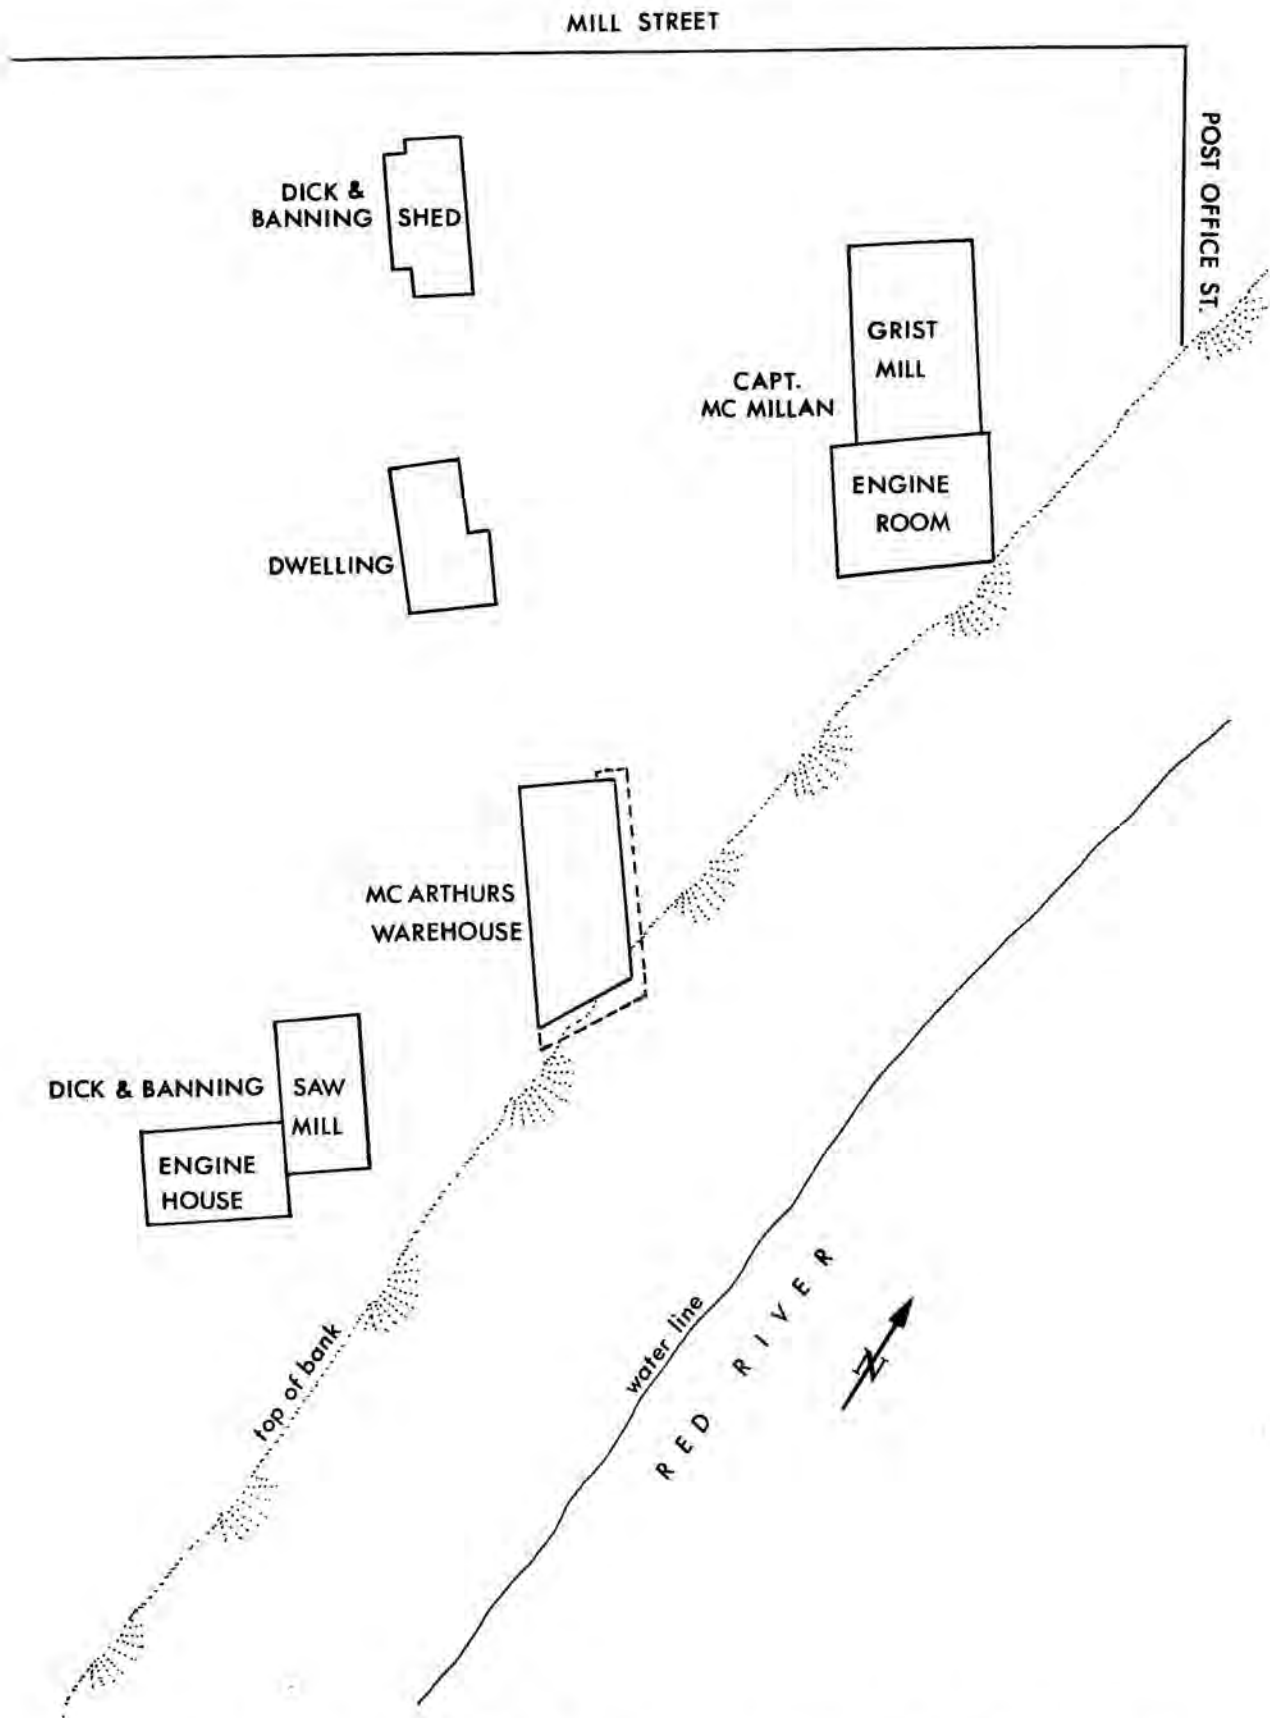 MILL STREET
POST OFFICE ST.
DICK &
BANNING
SHED
GRIST
MILL
CAPT.
MC MILLAN
ENGINE
ROOM
DWELLING
MC ARTHURS
WAREHOUSE
DICK & BANNING
SAW
MILL
ENGINE
HOUSE
top of bank
water line
RED RIVER
N